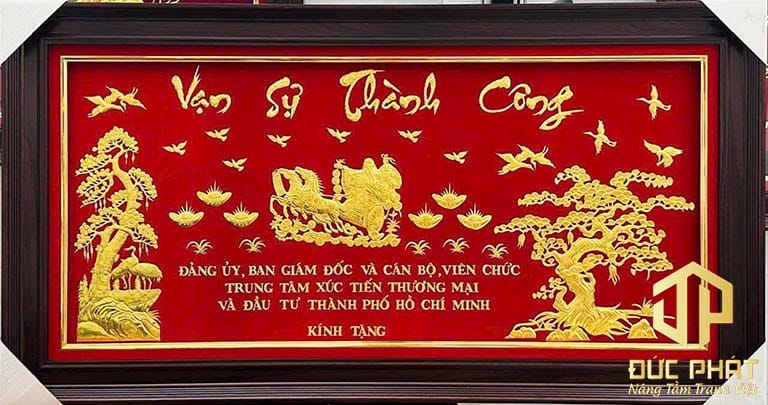 Vạn Sự Thành Công
ĐẢNG ỦY, BAN GIÁM ĐỐC VÀ CÁN BỘ, VIÊN CHỨC
TRUNG TÂM XÚC TIẾN THƯƠNG MẠI
VÀ ĐẦU TƯ THÀNH PHỐ HỒ CHÍ MINH
KÍNH TẶNG
ĐỨC PHÁT
Nâng Tầm Tranh Việt